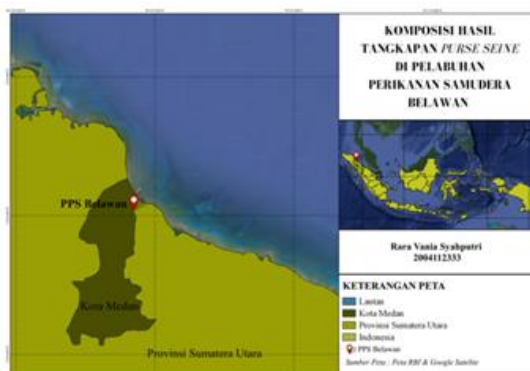 KOMPOSISI HASIL
TANGKAPAN PURSE SEINE
DI PELABUHAN
PERIKANAN SAMUDERA
BELAWAN
PPS Belawan
Kota Medan
Provinsi Sumatera Utara
Rara Vania Syahputri
2004112333
KETERANGAN PETA
Lautan
Kota Medan
Provinsi Sumatera Utara
Indonesia
PPS Belawan
Sumber Peta : Peta RBI & Google Satelite